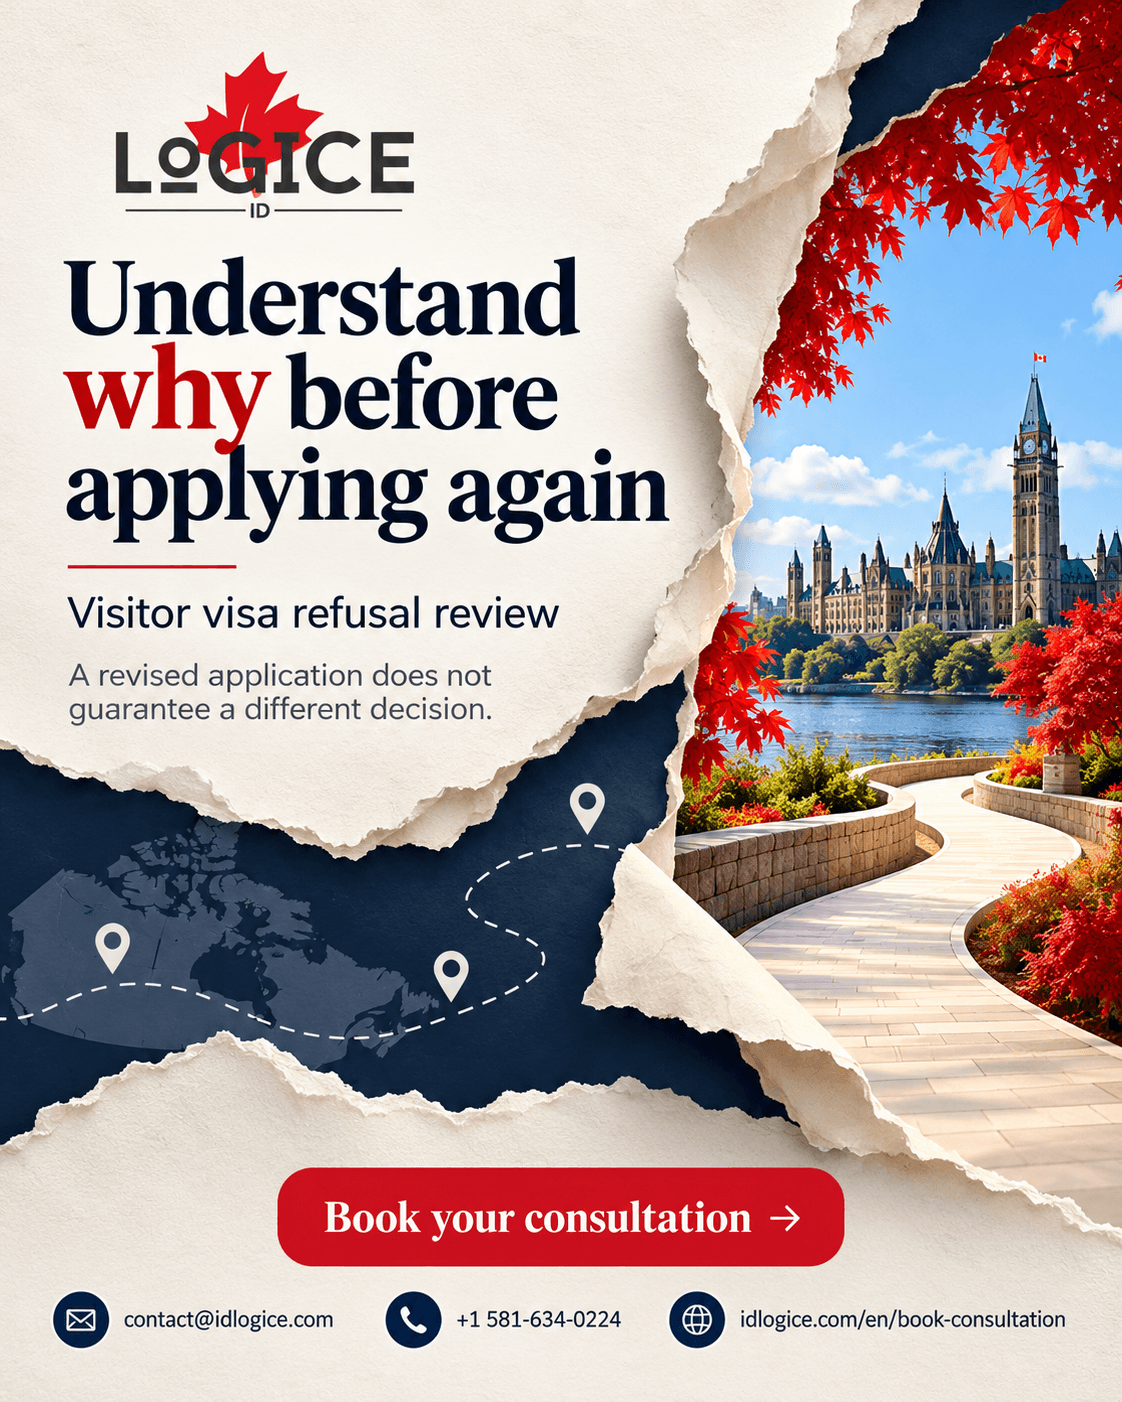 LOGICE
ID
Understand
why before
applying again
Visitor visa refusal review
A revised application does not
guarantee a different decision.
Book your consultation →
contact@idlogice.com
+1 581-634-0224
idlogice.com/en/book-consultation